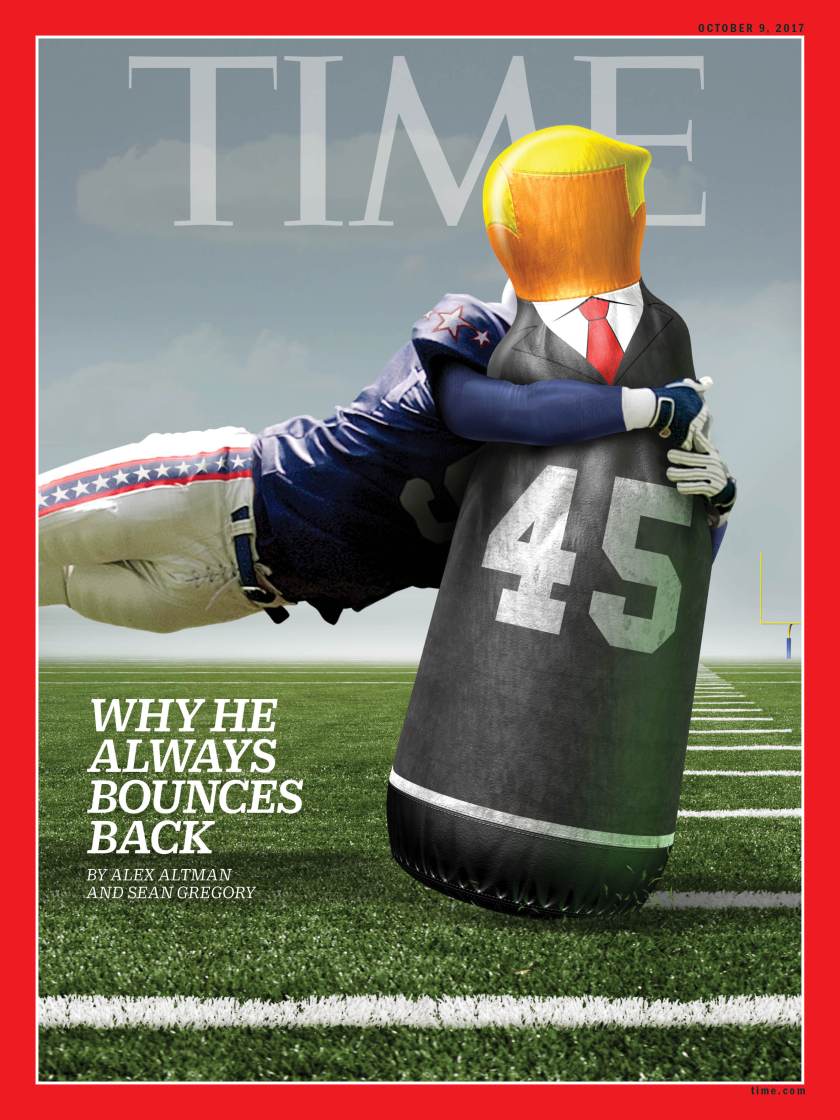 OCTOBER 9, 2017
TIME
45
WHY HE
ALWAYS
BOUNCES
BACK
BY ALEX ALTMAN
AND SEAN GREGORY
time.com